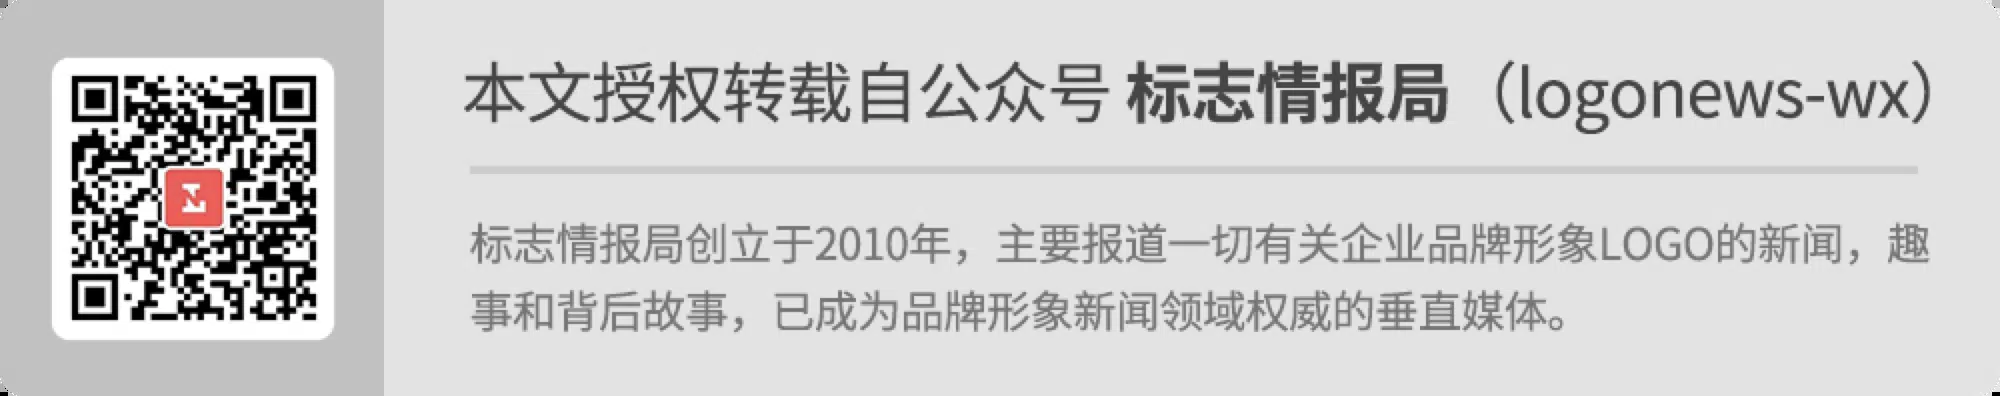 本文授权转载自公众号 标志情报局（logonews-wx）
标志情报局创立于2010年，主要报道一切有关企业品牌形象LOGO的新闻，趣
事和背后故事，已成为品牌形象新闻领域权威的垂直媒体。